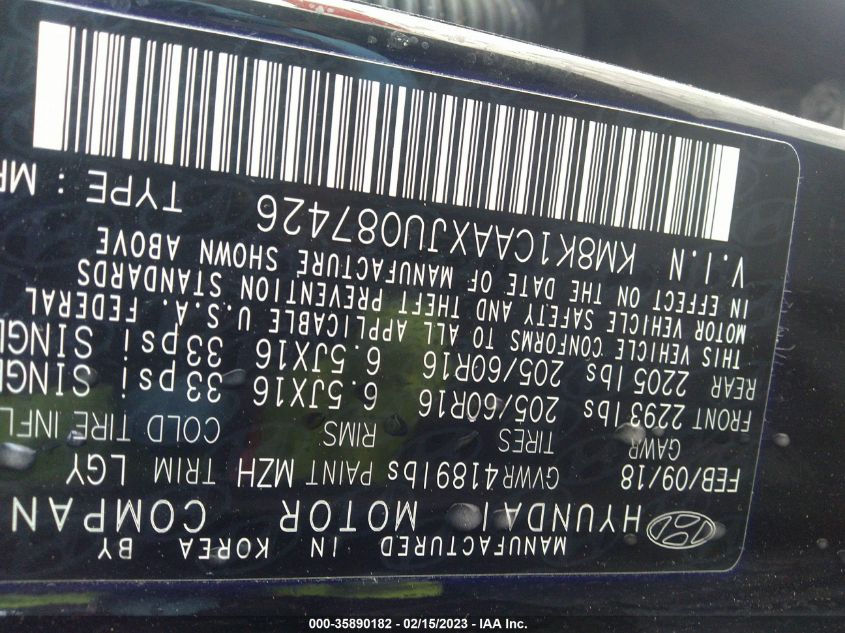 MANUFACTURED IN KOREA BY
HYUNDAI MOTOR COMPAN
FEB/09/18 GVWR 4189lbs PAINT MZH TRIM LGY
GAWR TIRES RIMS COLD TIRE INFL
FRONT 2293 lbs 205/60R16 6.5JX16 33psi SINGL
REAR 2205 lbs 205/60R16 6.5JX16 33psi SINGL
THIS VEHICLE CONFORMS TO ALL APPLICABLE U.S.A. FEDERAL
MOTOR VEHICLE SAFETY AND THEFT PREVENTION STANDARDS
IN EFFECT ON THE DATE OF MANUFACTURE SHOWN ABOVE
V.I.N KM8K1CAAXJU087426 TYPE : MP
000-35890182 - 02/15/2023 - IAA Inc.